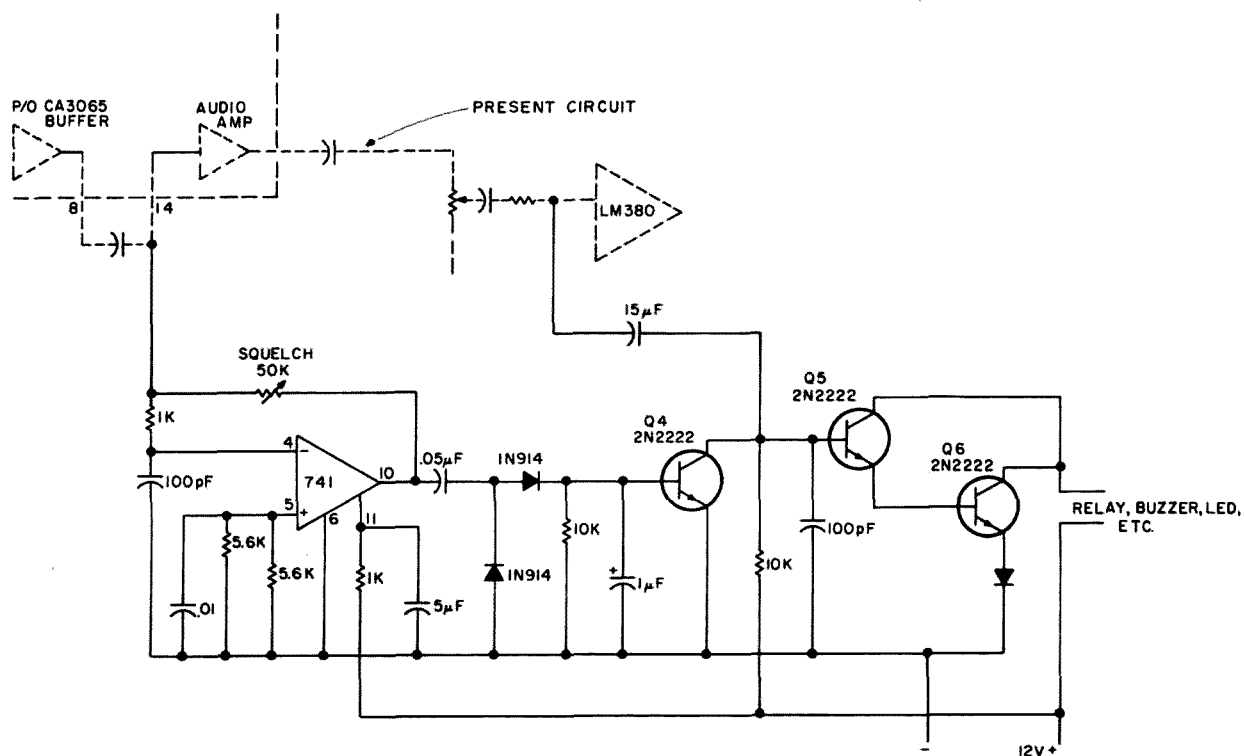 P/O CA3065
BUFFER
AUDIO
AMP
PRESENT CIRCUIT
8
14
LM380
15µF
SQUELCH
50K
1K
4
-
741
10
.05µF
1N914
Q4
2N2222
Q5
2N2222
Q6
2N2222
100pF
5
+
6
11
5.6K
5.6K
1K
.01
5µF
1N914
10K
+
1µF
10K
100pF
RELAY, BUZZER, LED,
ETC.
-
12V+